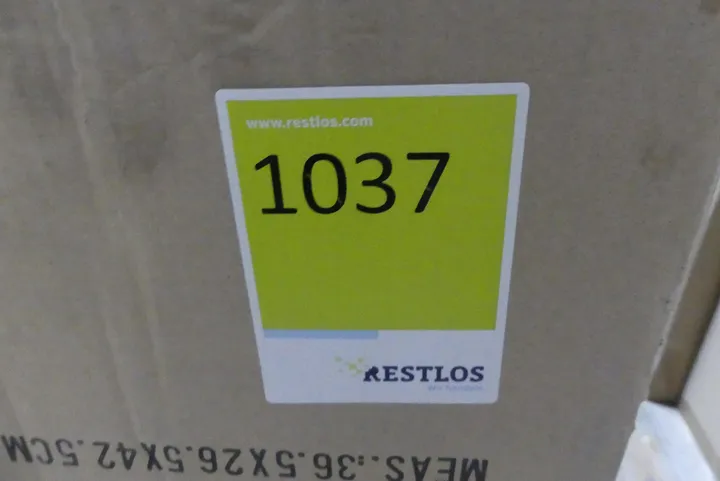 www.restlos.com
1037
RESTLOS
MEAS.:36.5X26.5X42.5CM